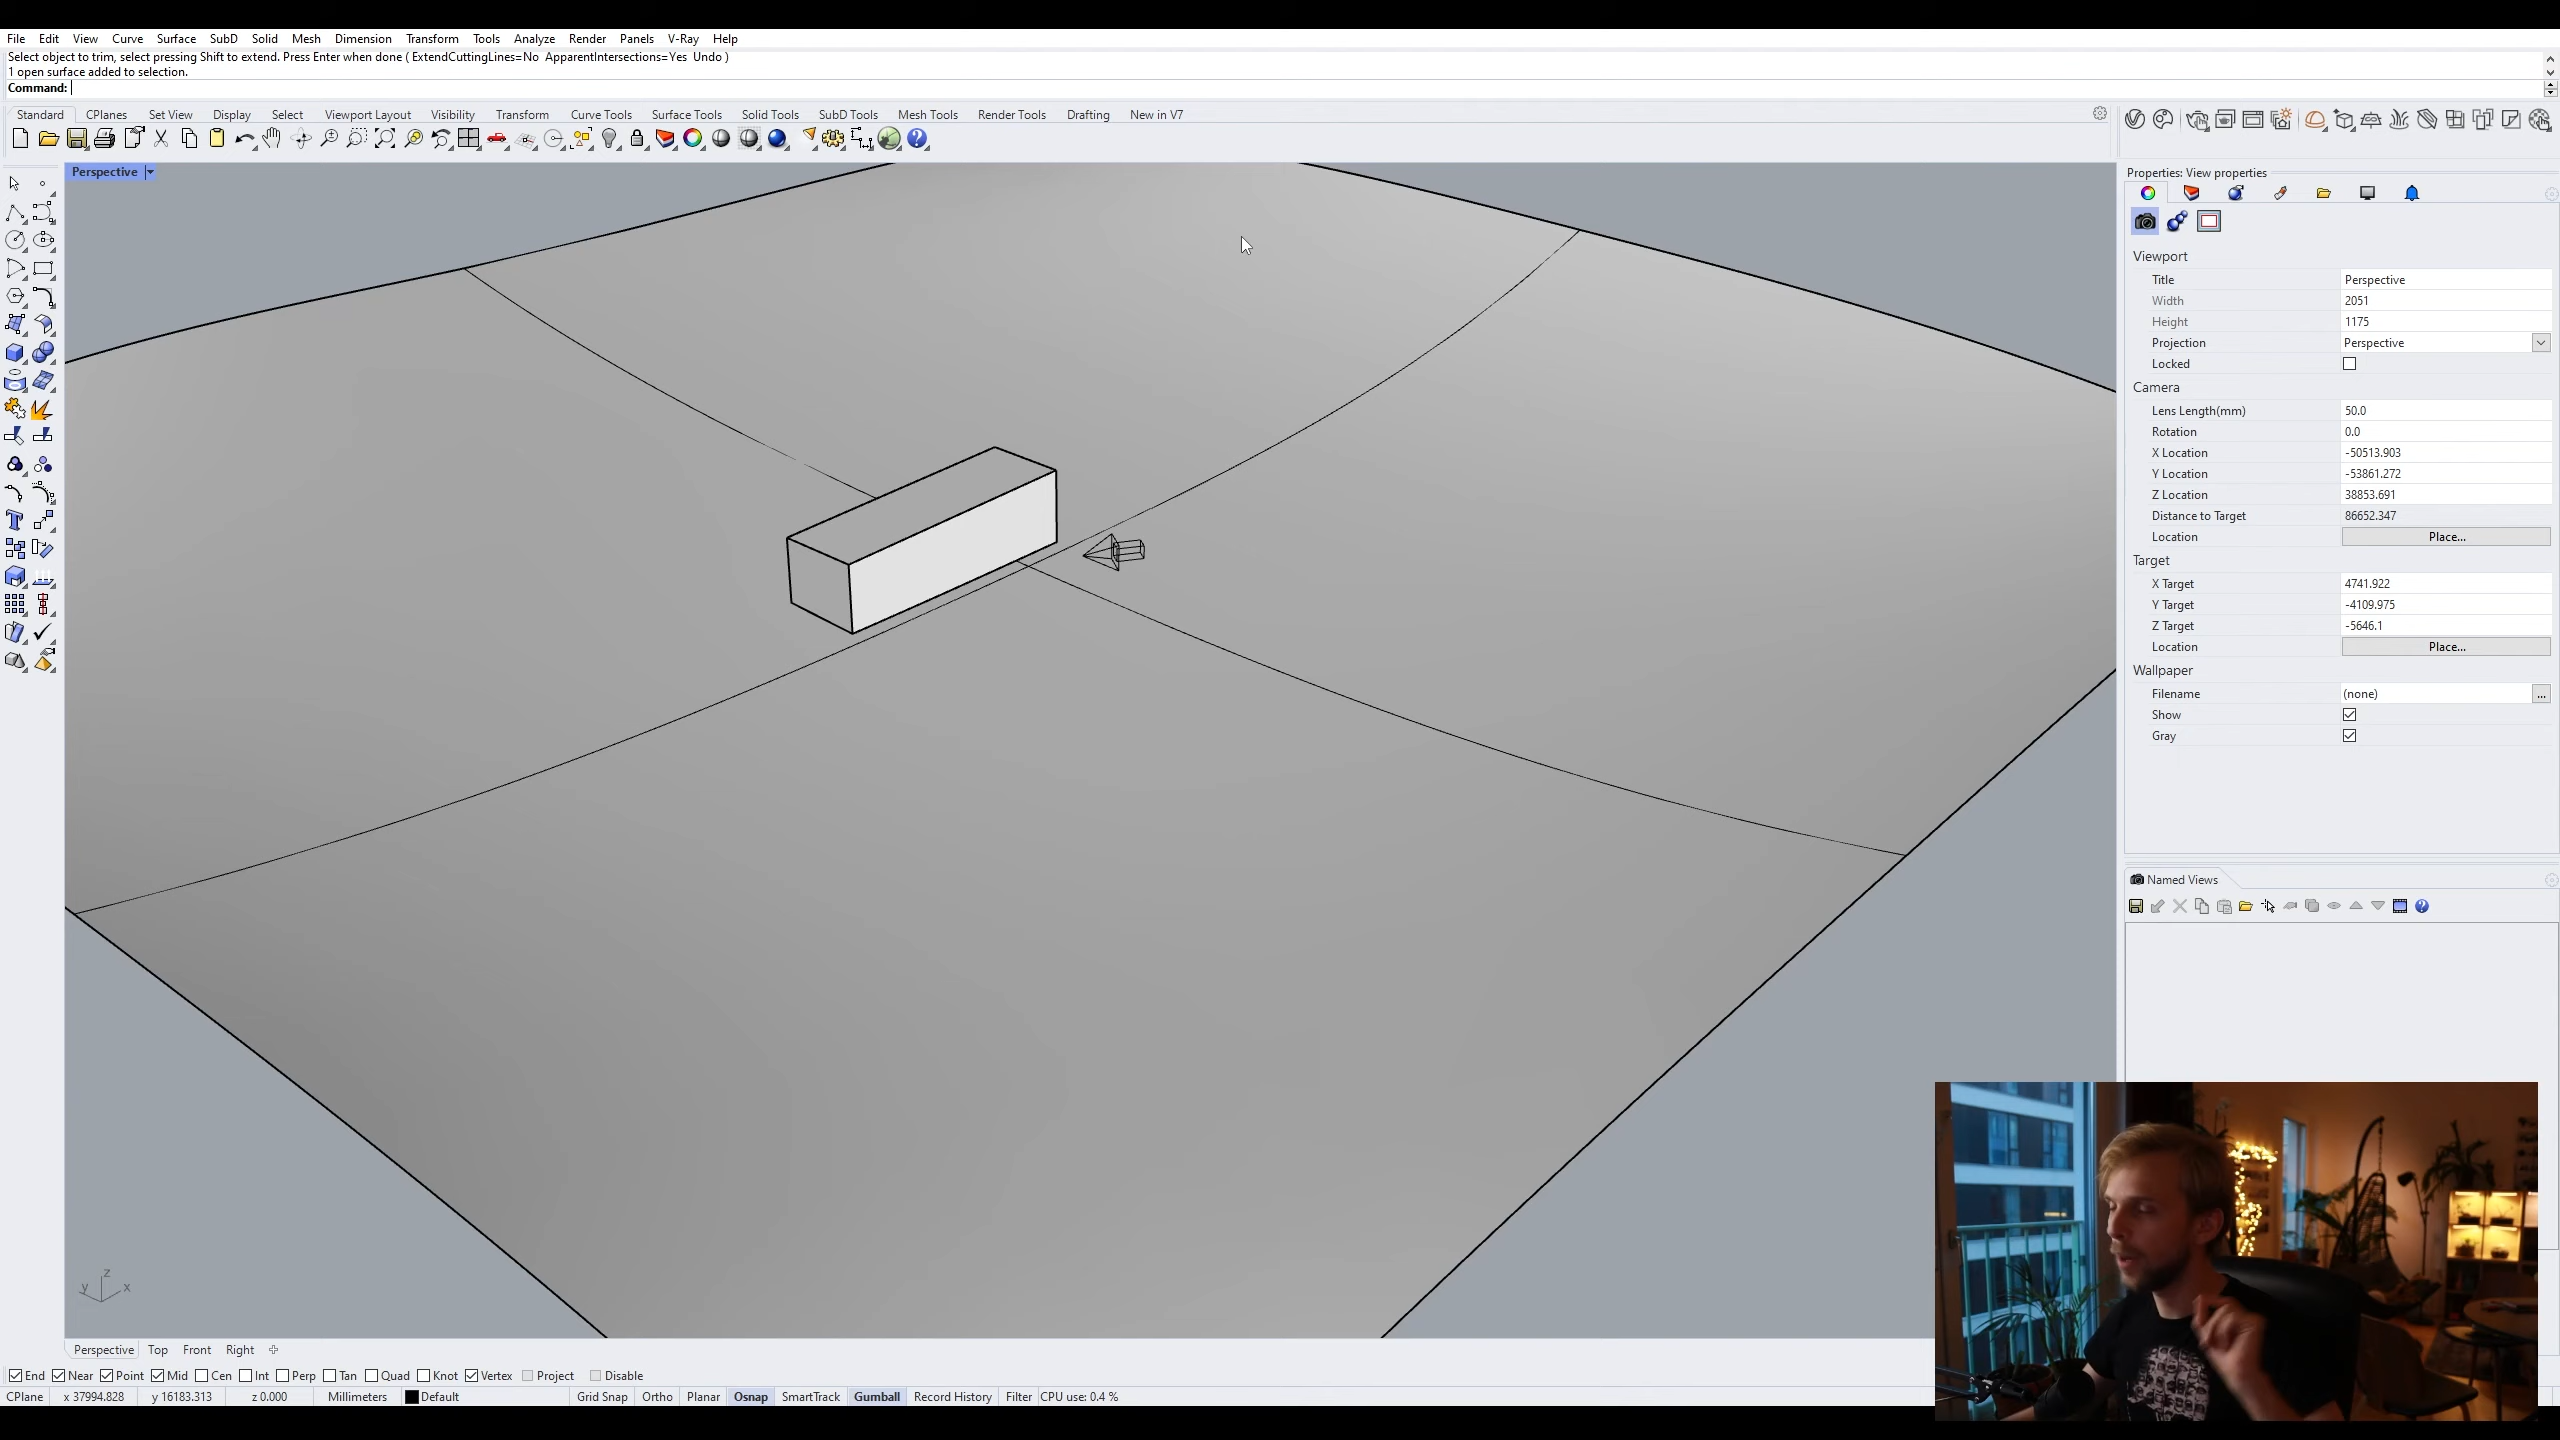 File Edit View Curve Surface SubD Solid Mesh Dimension Transform Tools Analyze Render Panels V-Ray Help
Select object to trim, select pressing Shift to extend. Press Enter when done ( ExtendCuttingLines=No ApparentIntersections=Yes Undo )
1 open surface added to selection.
Command:
Standard CPlanes Set View Display Select Viewport Layout Visibility Transform Curve Tools Surface Tools Solid Tools SubD Tools Mesh Tools Render Tools Drafting New in V7
Perspective
Properties: View properties
Viewport
Title Perspective
Width 2051
Height 1175
Projection Perspective
Locked
Camera
Lens Length(mm) 50.0
Rotation 0.0
X Location -50513.903
Y Location -53861.272
Z Location 38853.691
Distance to Target 86652.347
Location Place...
Target
X Target 4741.922
Y Target -4109.975
Z Target -5646.1
Location Place...
Wallpaper
Filename (none) ...
Show
Gray
Named Views
z
y x
Perspective Top Front Right
End Near Point Mid Cen Int Perp Tan Quad Knot Vertex Project Disable
CPlane x 37994.828 y 16183.313 z 0.000 Millimeters Default Grid Snap Ortho Planar Osnap SmartTrack Gumball Record History Filter CPU use: 0.4 %